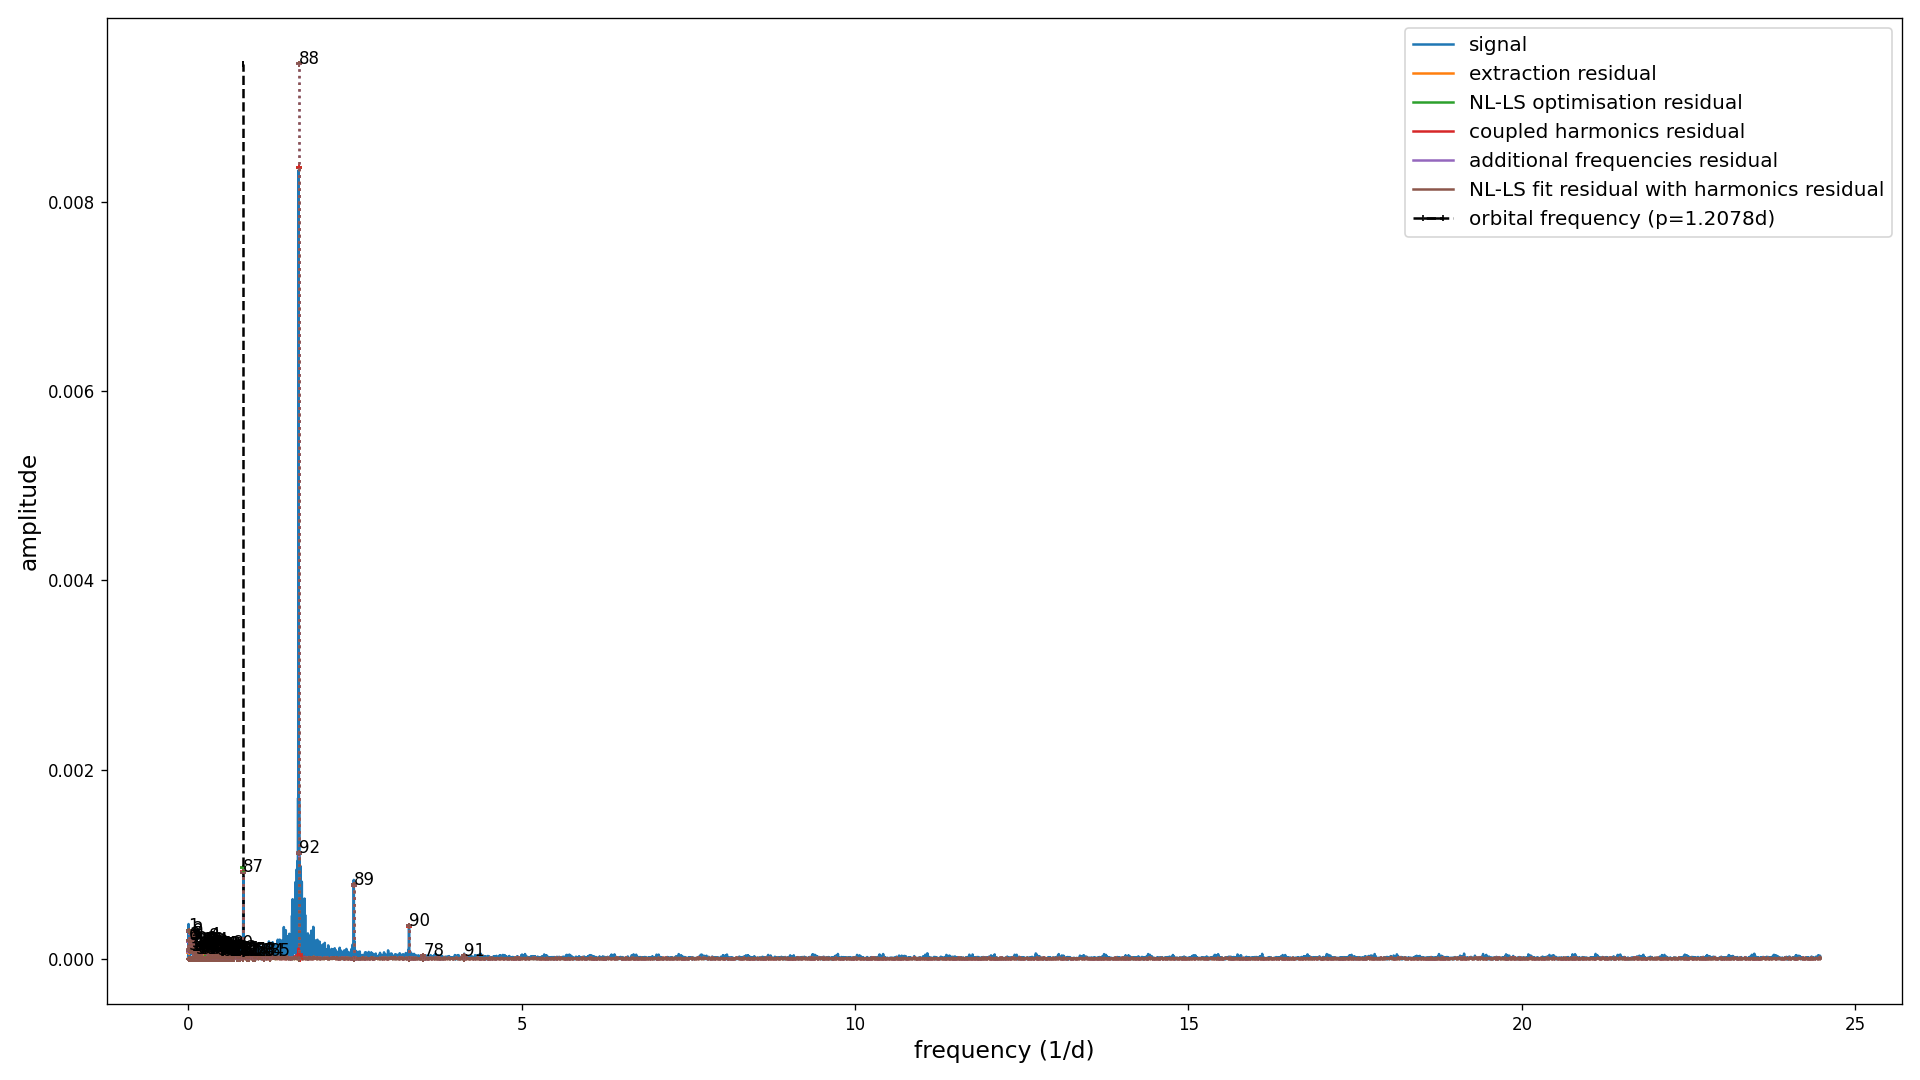 signal
extraction residual
NL-LS optimisation residual
coupled harmonics residual
additional frequencies residual
NL-LS fit residual with harmonics residual
orbital frequency (p=1.2078d)
88
92
87
89
90
78
91
0.008
0.006
0.004
0.002
0.000
amplitude
0
5
10
15
20
25
frequency (1/d)